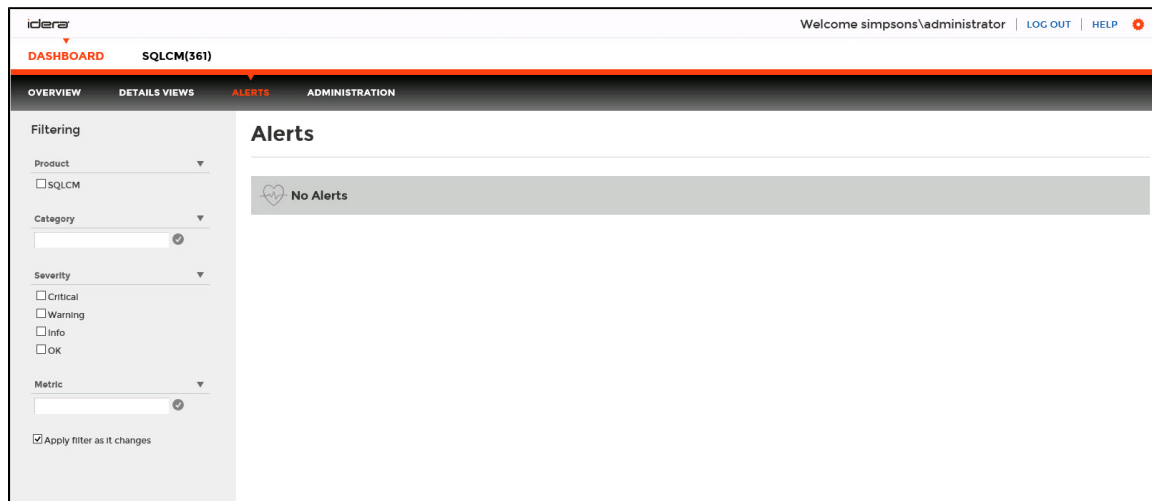 idera
Welcome simpsons\administrator | LOG OUT | HELP
DASHBOARD SQLCM(361)
OVERVIEW DETAILS VIEWS ALERTS ADMINISTRATION
Filtering
Product
SQLCM
Category
Severity
Critical
Warning
Info
OK
Metric
Apply filter as it changes
Alerts
No Alerts